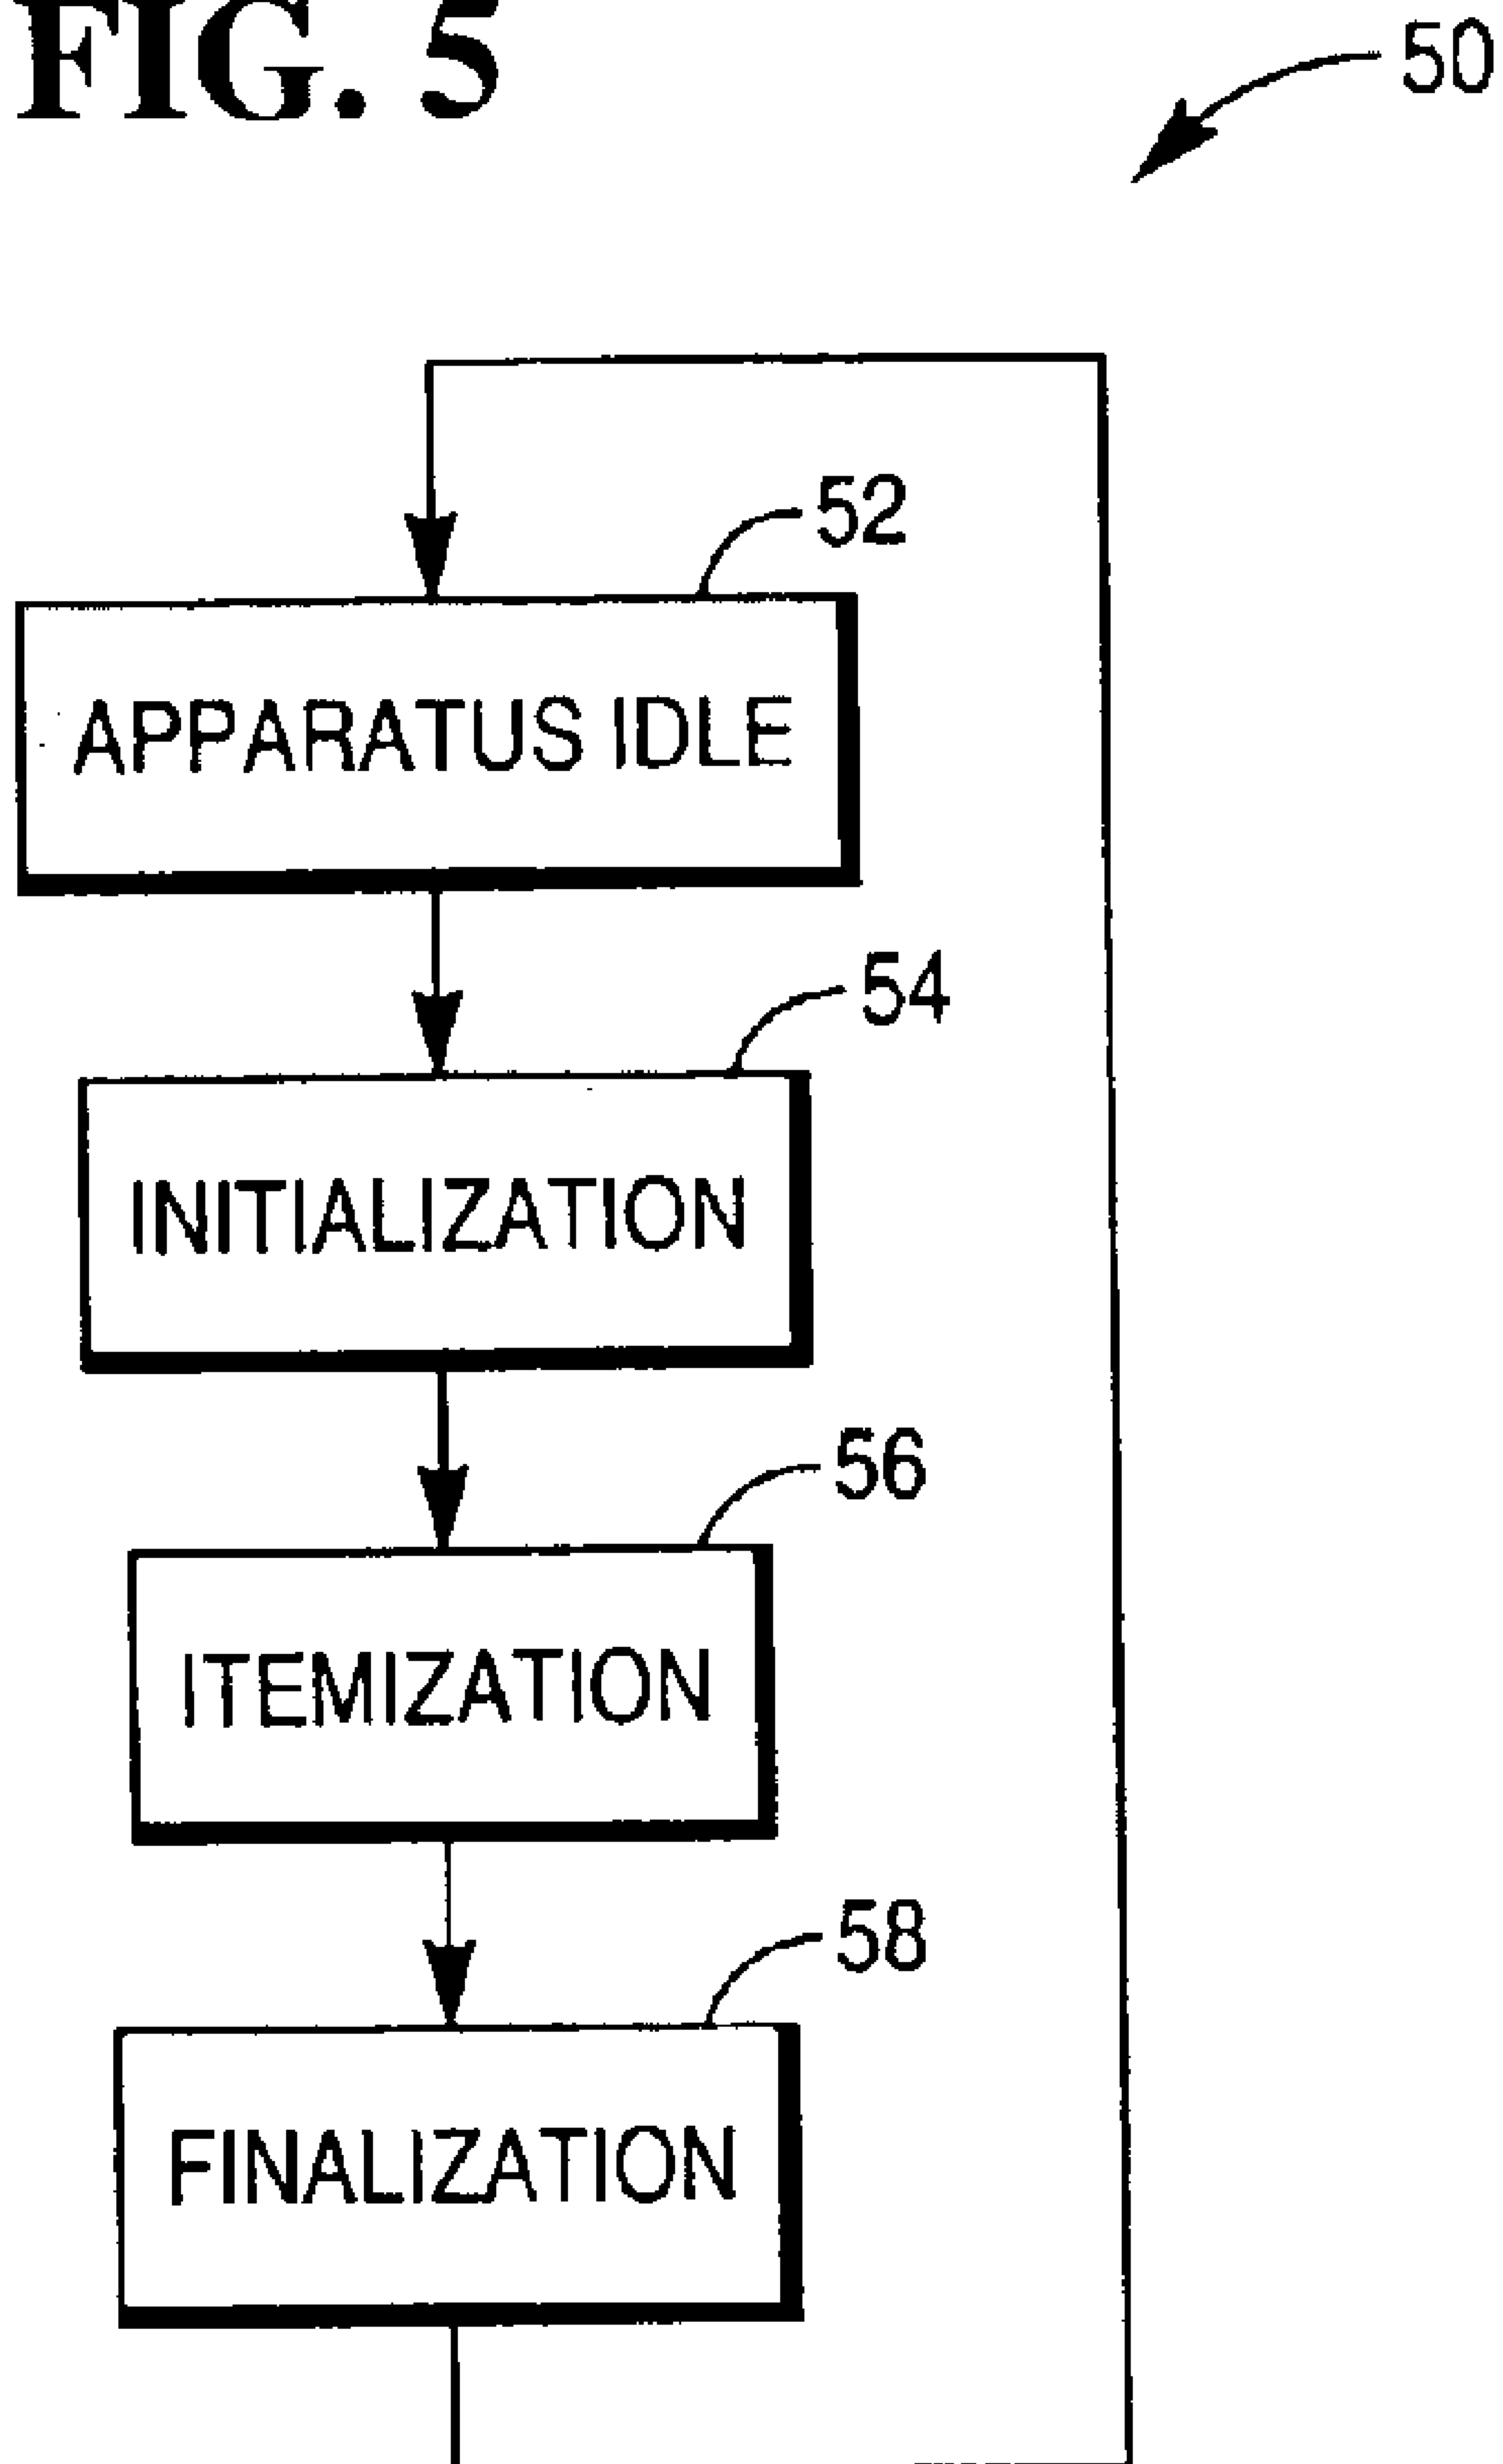 FIG. 5
50
52
APPARATUS IDLE
54
INITIALIZATION
56
ITEMIZATION
58
FINALIZATION